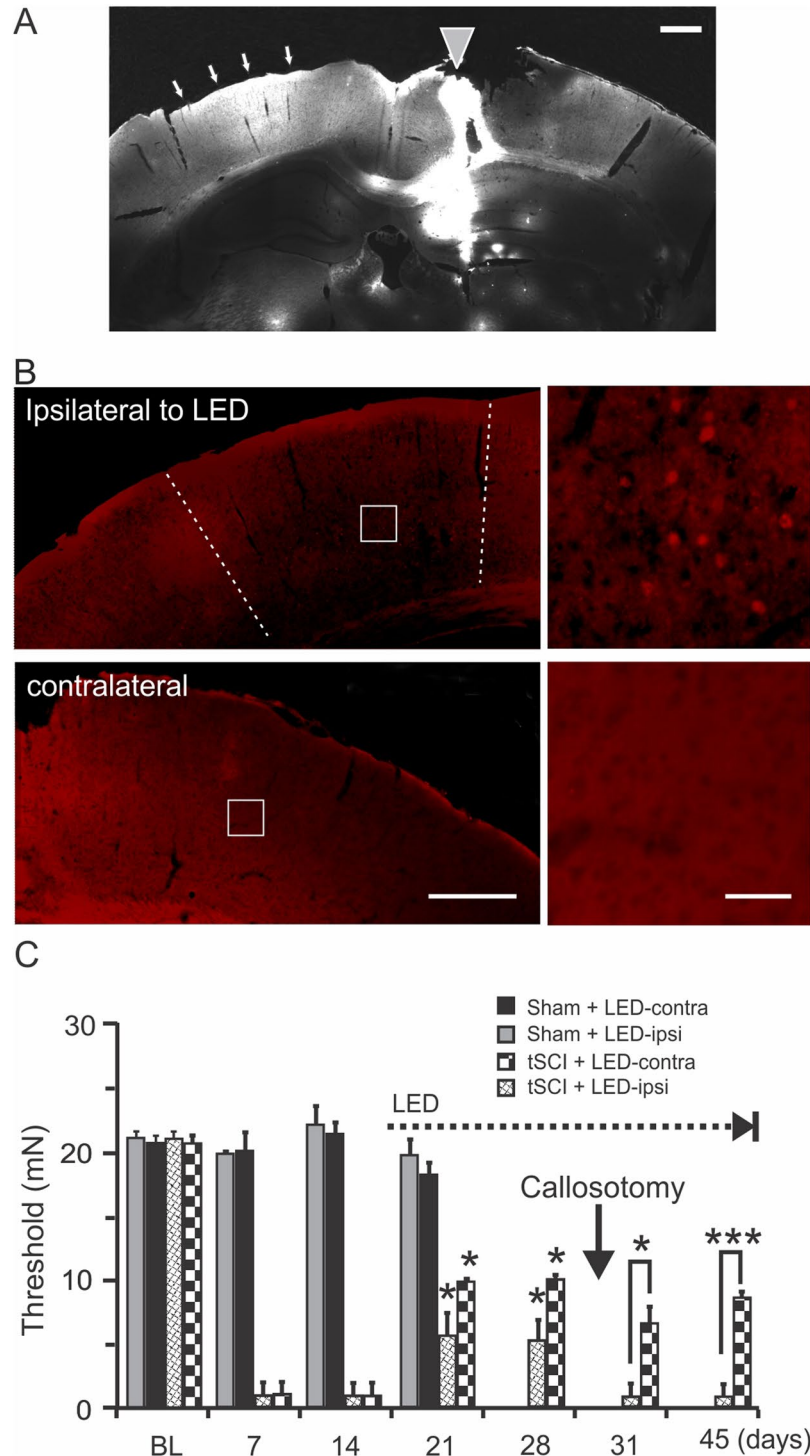 A
B
Ipsilateral to LED
contralateral
C
Sham + LED-contra
Sham + LED-ipsi
tSCI + LED-contra
tSCI + LED-ipsi
30
LED
20
Callosotomy
* ***
* *
* *
10
Threshold (mN)
0
BL 7 14 21 28 31 45 (days)